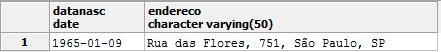 datanasc endereco
date character varying(50)
1 1965-01-09 Rua das Flores, 751, São Paulo, SP